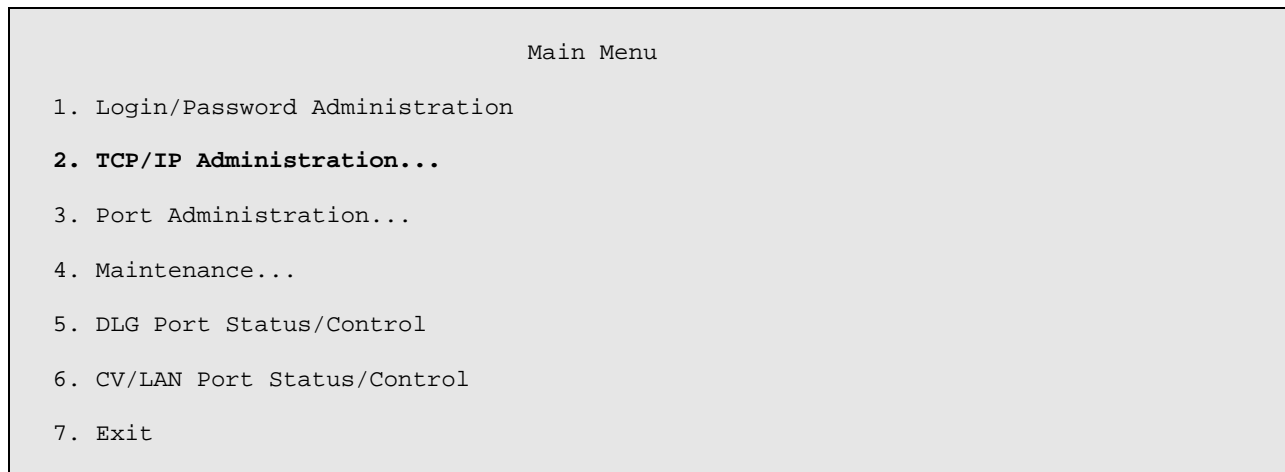 Main Menu
1. Login/Password Administration
2. TCP/IP Administration...
3. Port Administration...
4. Maintenance...
5. DLG Port Status/Control
6. CV/LAN Port Status/Control
7. Exit